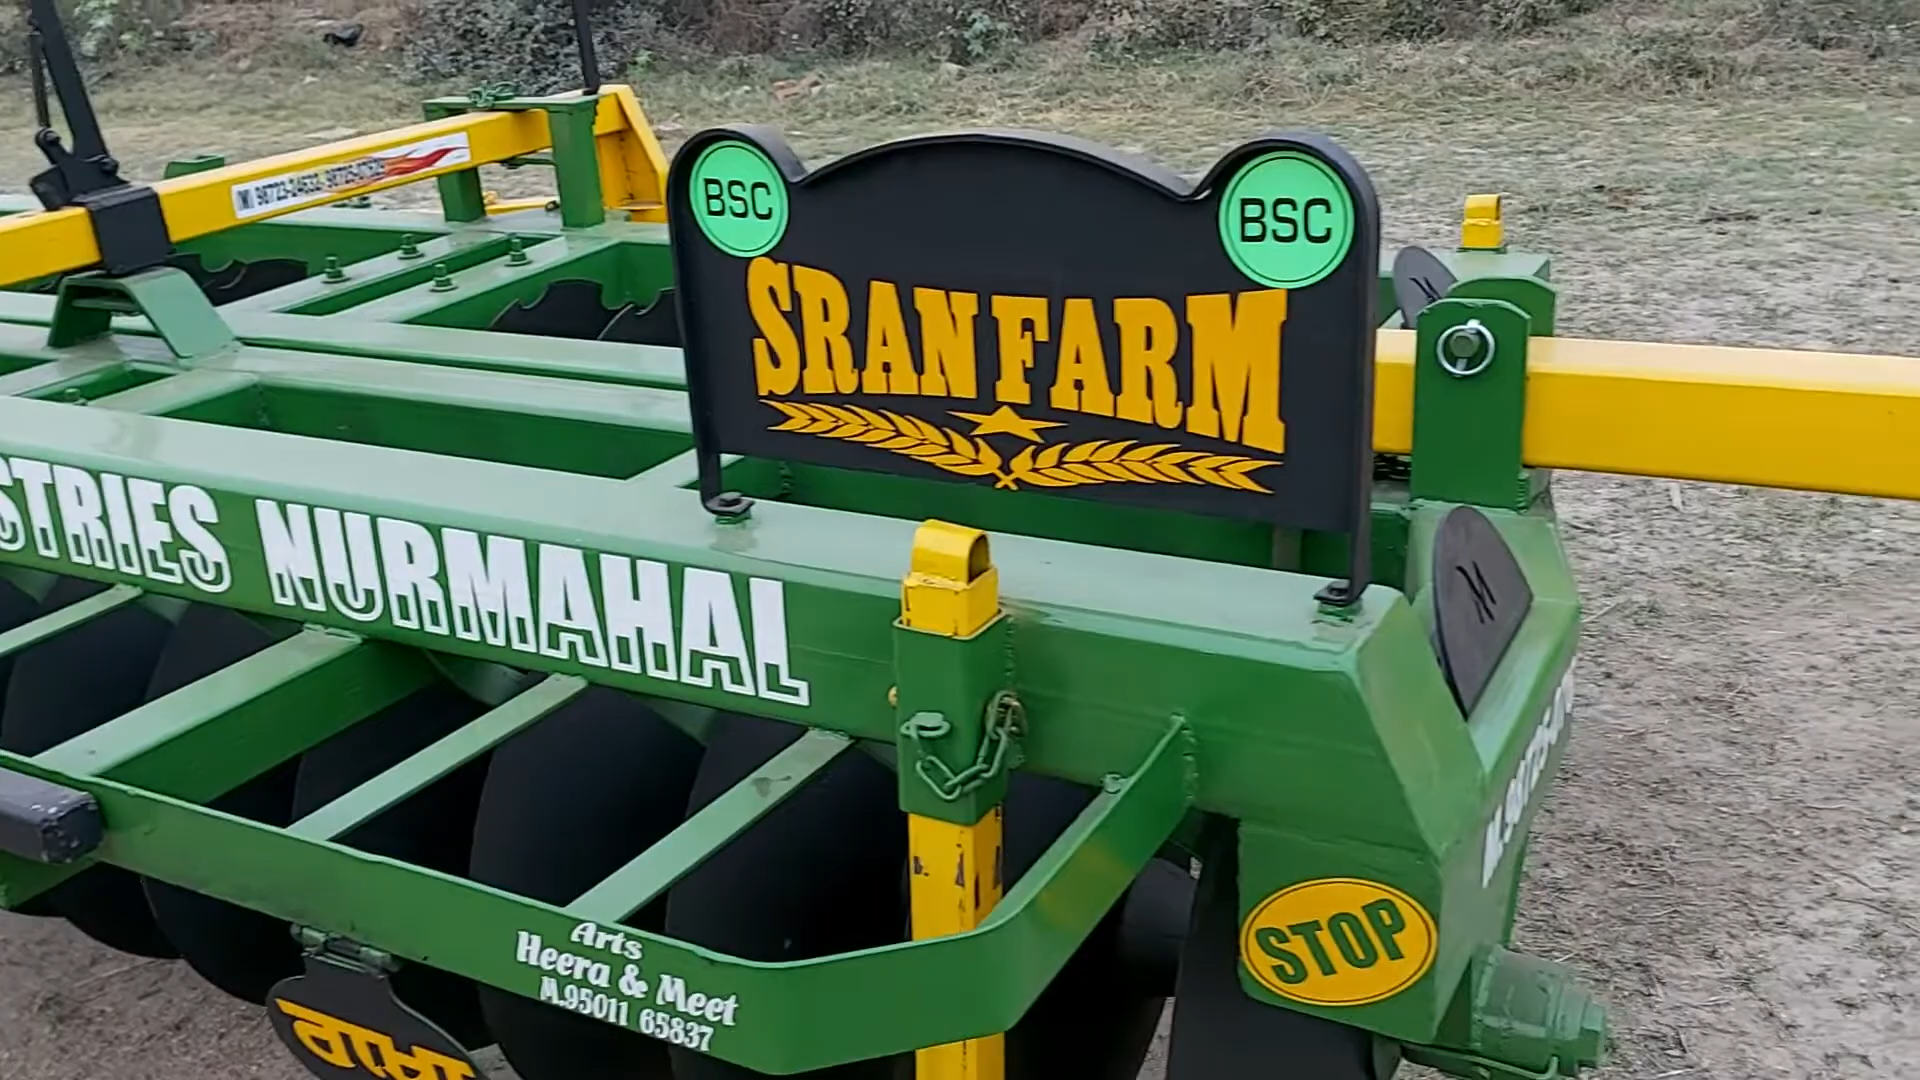 BSC
BSC
SRAN FARM
STRIES NURMAHAL
Arts
Heera & Meet
M.95011 65837
STOP
M